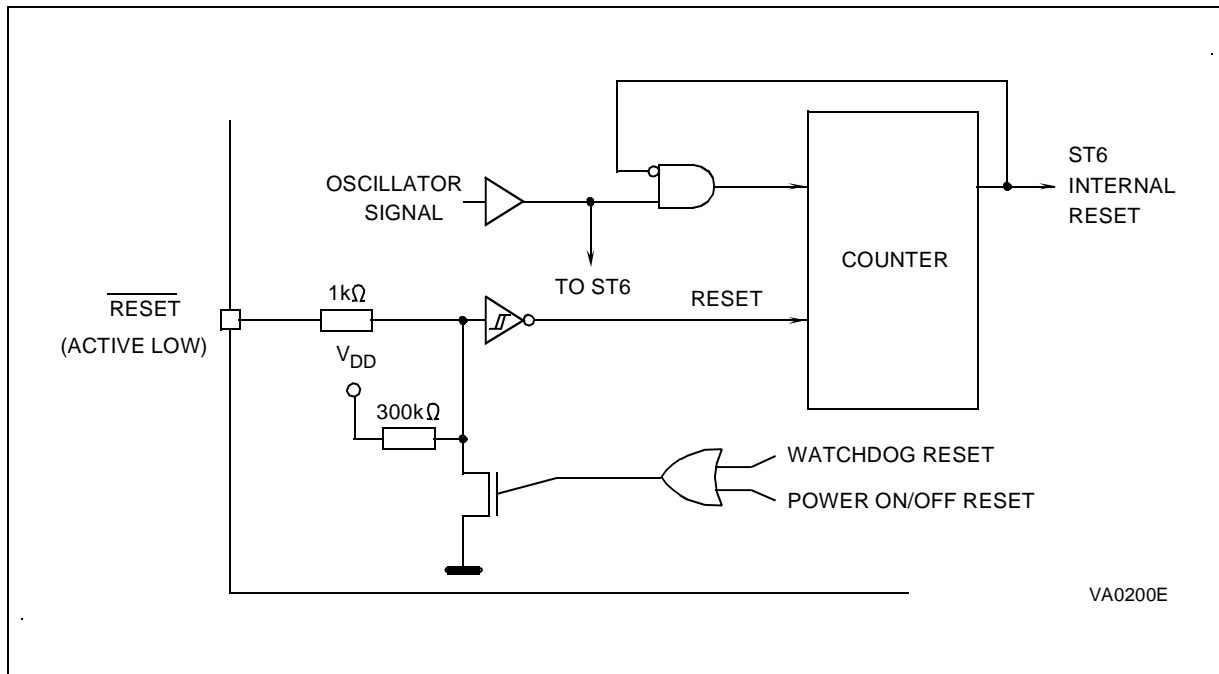 OSCILLATOR
SIGNAL
TO ST6
COUNTER
ST6
INTERNAL
RESET
RESET
RESET
(ACTIVE LOW)
1kΩ
VDD
300kΩ
WATCHDOG RESET
POWER ON/OFF RESET
VA0200E